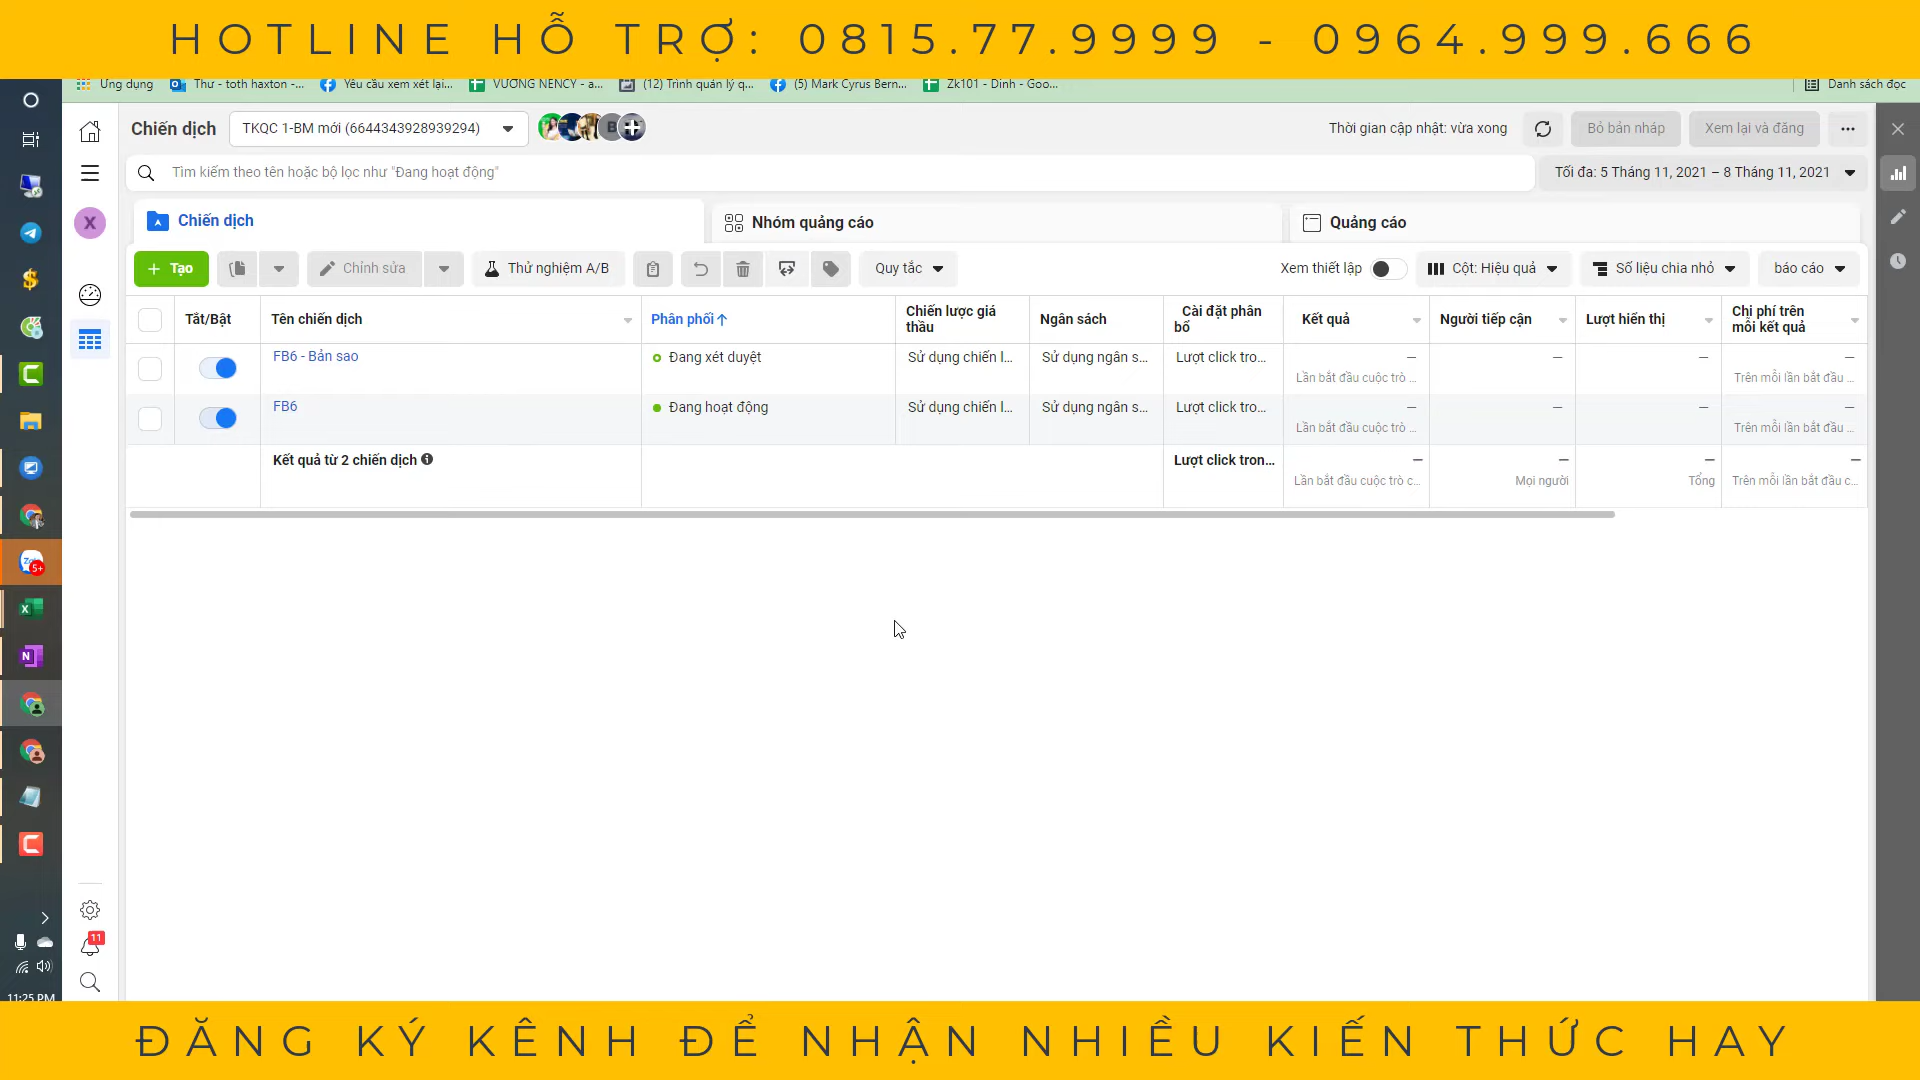 HOTLINE HỖ TRỢ: 0815.77.9999 - 0964.999.666
Ứng dụng
Thư - toth haxton -...
Yêu cầu xem xét lại...
VƯƠNG NENCY - a...
(12) Trình quản lý q...
(5) Mark Cyrus Bern...
Zk101 - Dinh - Goo...
Danh sách đọc
Chiến dịch
TKQC 1-BM mới (6644343928939294)
B
Thời gian cập nhật: vừa xong
Bỏ bản nháp
Xem lại và đăng
Tìm kiếm theo tên hoặc bộ lọc như "Đang hoạt động"
Tối đa: 5 Tháng 11, 2021 – 8 Tháng 11, 2021
X
Chiến dịch
Nhóm quảng cáo
Quảng cáo
+ Tạo
Chỉnh sửa
Thử nghiệm A/B
Quy tắc
Xem thiết lập
Cột: Hiệu quả
Số liệu chia nhỏ
báo cáo
Tắt/Bật
Tên chiến dịch
Phân phối↑
Chiến lược giá thầu
Ngân sách
Cài đặt phân bổ
Kết quả
Người tiếp cận
Lượt hiển thị
Chi phí trên mỗi kết quả
FB6 - Bản sao
Đang xét duyệt
Sử dụng chiến l...
Sử dụng ngân s...
Lượt click tro...
—
—
—
—
Lần bắt đầu cuộc trò ...
Trên mỗi lần bắt đầu ...
FB6
Đang hoạt động
Sử dụng chiến l...
Sử dụng ngân s...
Lượt click tro...
—
—
—
—
Lần bắt đầu cuộc trò ...
Trên mỗi lần bắt đầu ...
Kết quả từ 2 chiến dịch
Lượt click tron...
—
—
—
—
Lần bắt đầu cuộc trò c...
Mọi người
Tổng
Trên mỗi lần bắt đầu c...
5+
11
11:25 PM
ĐĂNG KÝ KÊNH ĐỂ NHẬN NHIỀU KIẾN THỨC HAY